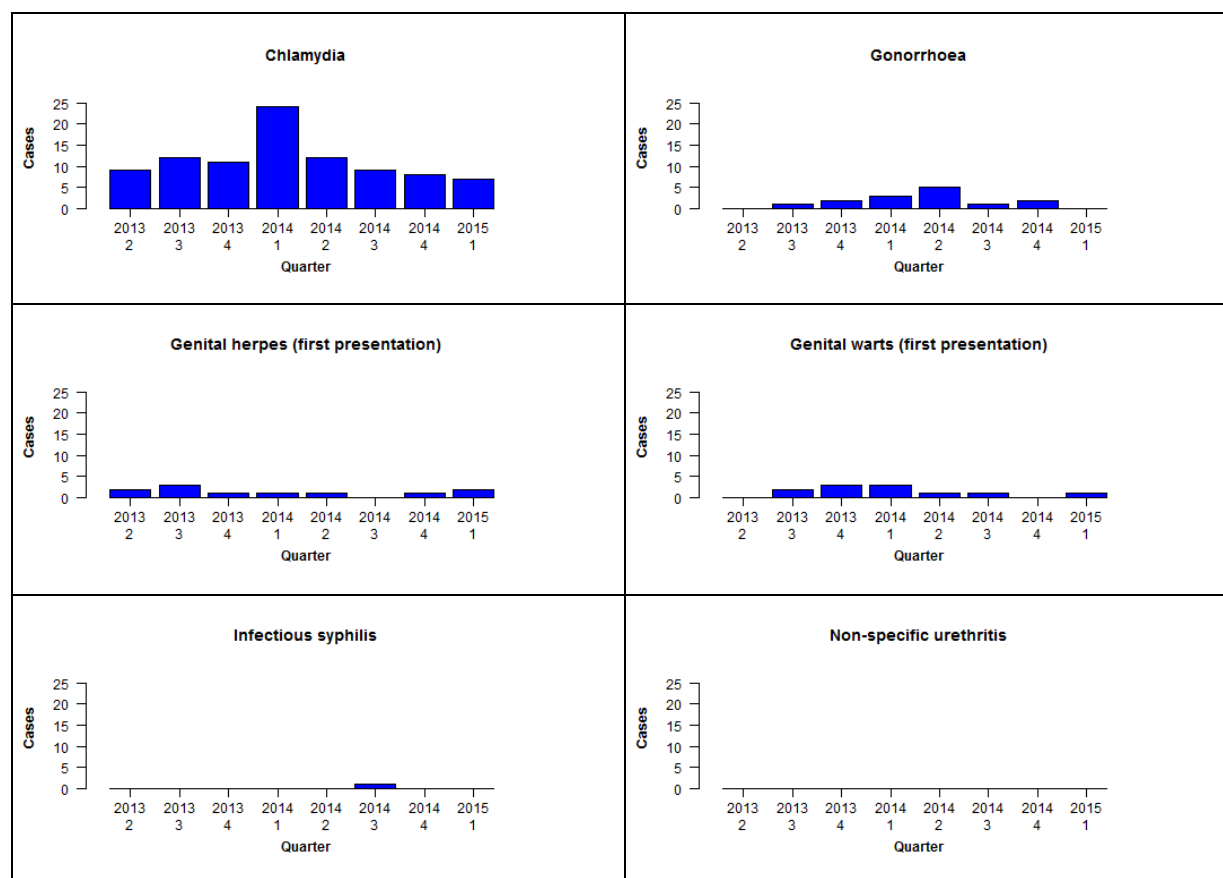 Chlamydia
Cases
25
20
15
10
5
0
2013 2013 2013 2014 2014 2014 2014 2015
2 3 4 1 2 3 4 1
Quarter
Gonorrhoea
Cases
25
20
15
10
5
0
2013 2013 2013 2014 2014 2014 2014 2015
2 3 4 1 2 3 4 1
Quarter
Genital herpes (first presentation)
Cases
25
20
15
10
5
0
2013 2013 2013 2014 2014 2014 2014 2015
2 3 4 1 2 3 4 1
Quarter
Genital warts (first presentation)
Cases
25
20
15
10
5
0
2013 2013 2013 2014 2014 2014 2014 2015
2 3 4 1 2 3 4 1
Quarter
Infectious syphilis
Cases
25
20
15
10
5
0
2013 2013 2013 2014 2014 2014 2014 2015
2 3 4 1 2 3 4 1
Quarter
Non-specific urethritis
Cases
25
20
15
10
5
0
2013 2013 2013 2014 2014 2014 2014 2015
2 3 4 1 2 3 4 1
Quarter